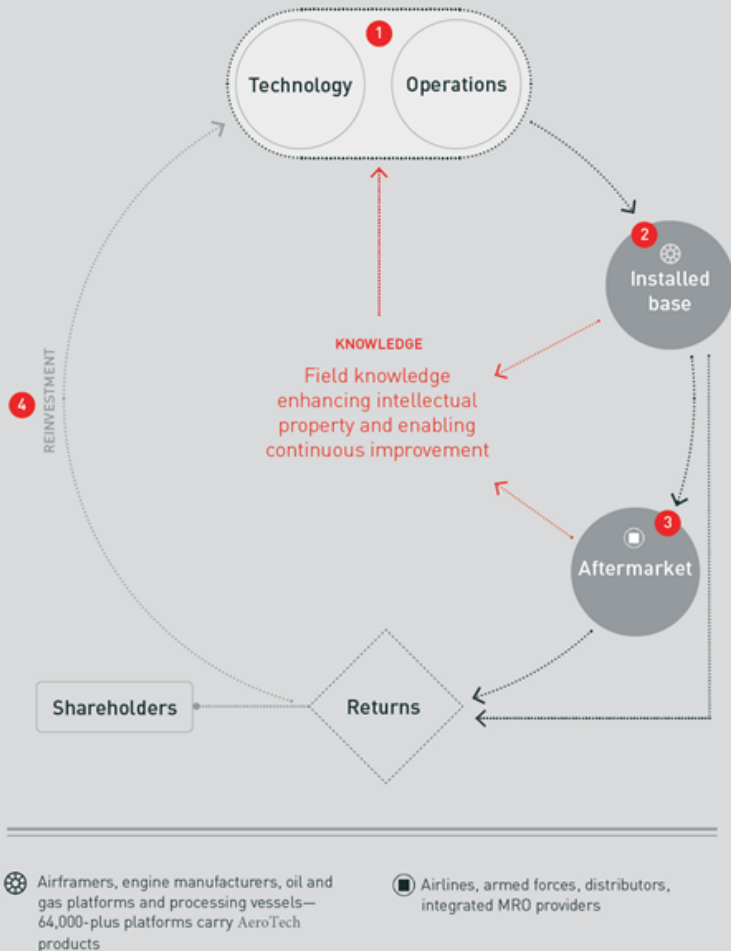 1
Technology
Operations
2
Installed
base
KNOWLEDGE
Field knowledge
enhancing intellectual
property and enabling
continuous improvement
4
REINVESTMENT
3
Aftermarket
Shareholders
Returns
Airframers, engine manufacturers, oil and
gas platforms and processing vessels—
64,000-plus platforms carry AeroTech
products
Airlines, armed forces, distributors,
integrated MRO providers